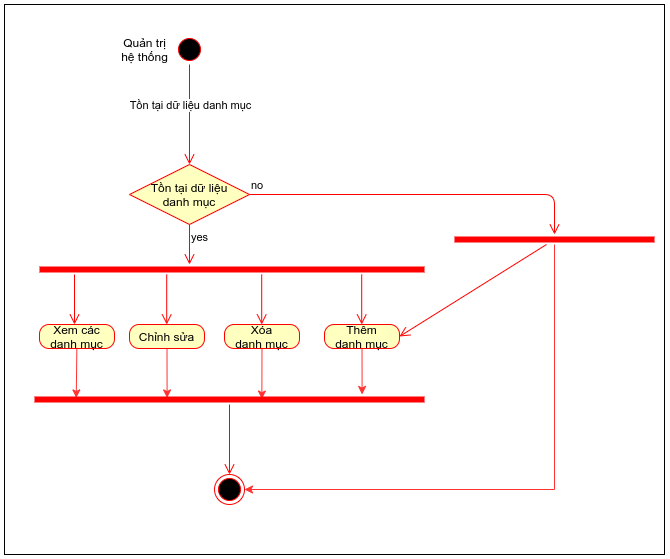 Quản trị
hệ thống
Tồn tại dữ liệu danh mục
Tồn tại dữ liệu
danh mục
no
yes
Xem các
danh mục
Chỉnh sửa
Xóa
danh mục
Thêm
danh mục